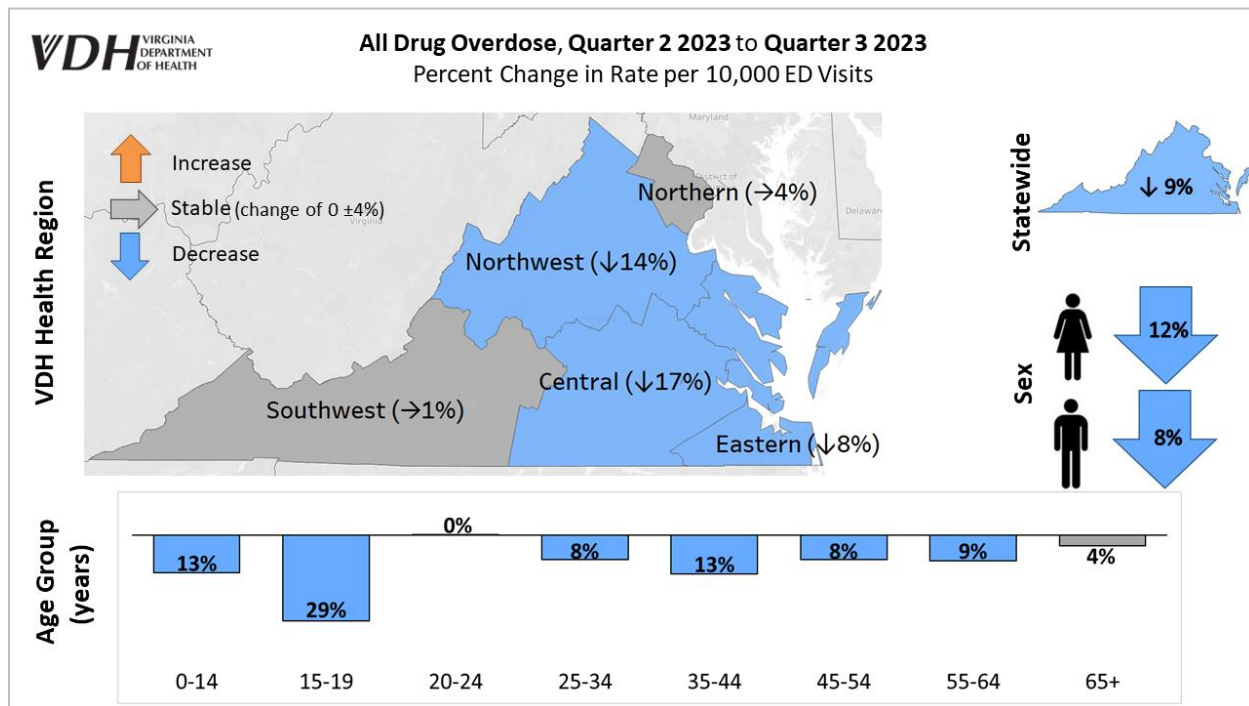 VDH VIRGINIA
DEPARTMENT
OF HEALTH
All Drug Overdose, Quarter 2 2023 to Quarter 3 2023
Percent Change in Rate per 10,000 ED Visits
VDH Health Region
Increase
Stable (change of 0 ±4%)
Decrease
Maryland
District of
Delaware
Virginia
Northern (→4%)
Northwest (↓14%)
Central (↓17%)
Southwest (→1%)
Eastern (↓8%)
Statewide
↓ 9%
Sex
12%
8%
Age Group
(years)
13%
29%
0%
8%
13%
8%
9%
4%
0-14
15-19
20-24
25-34
35-44
45-54
55-64
65+